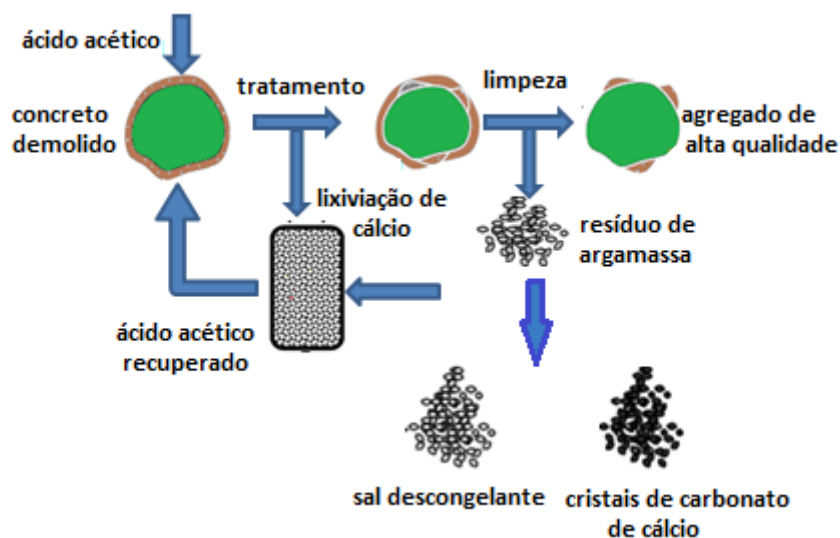 ácido acético
tratamento
limpeza
concreto
demolido
agregado de
alta qualidade
lixiviação de
cálcio
resíduo de
argamassa
ácido acético
recuperado
sal descongelante
cristais de carbonato
de cálcio